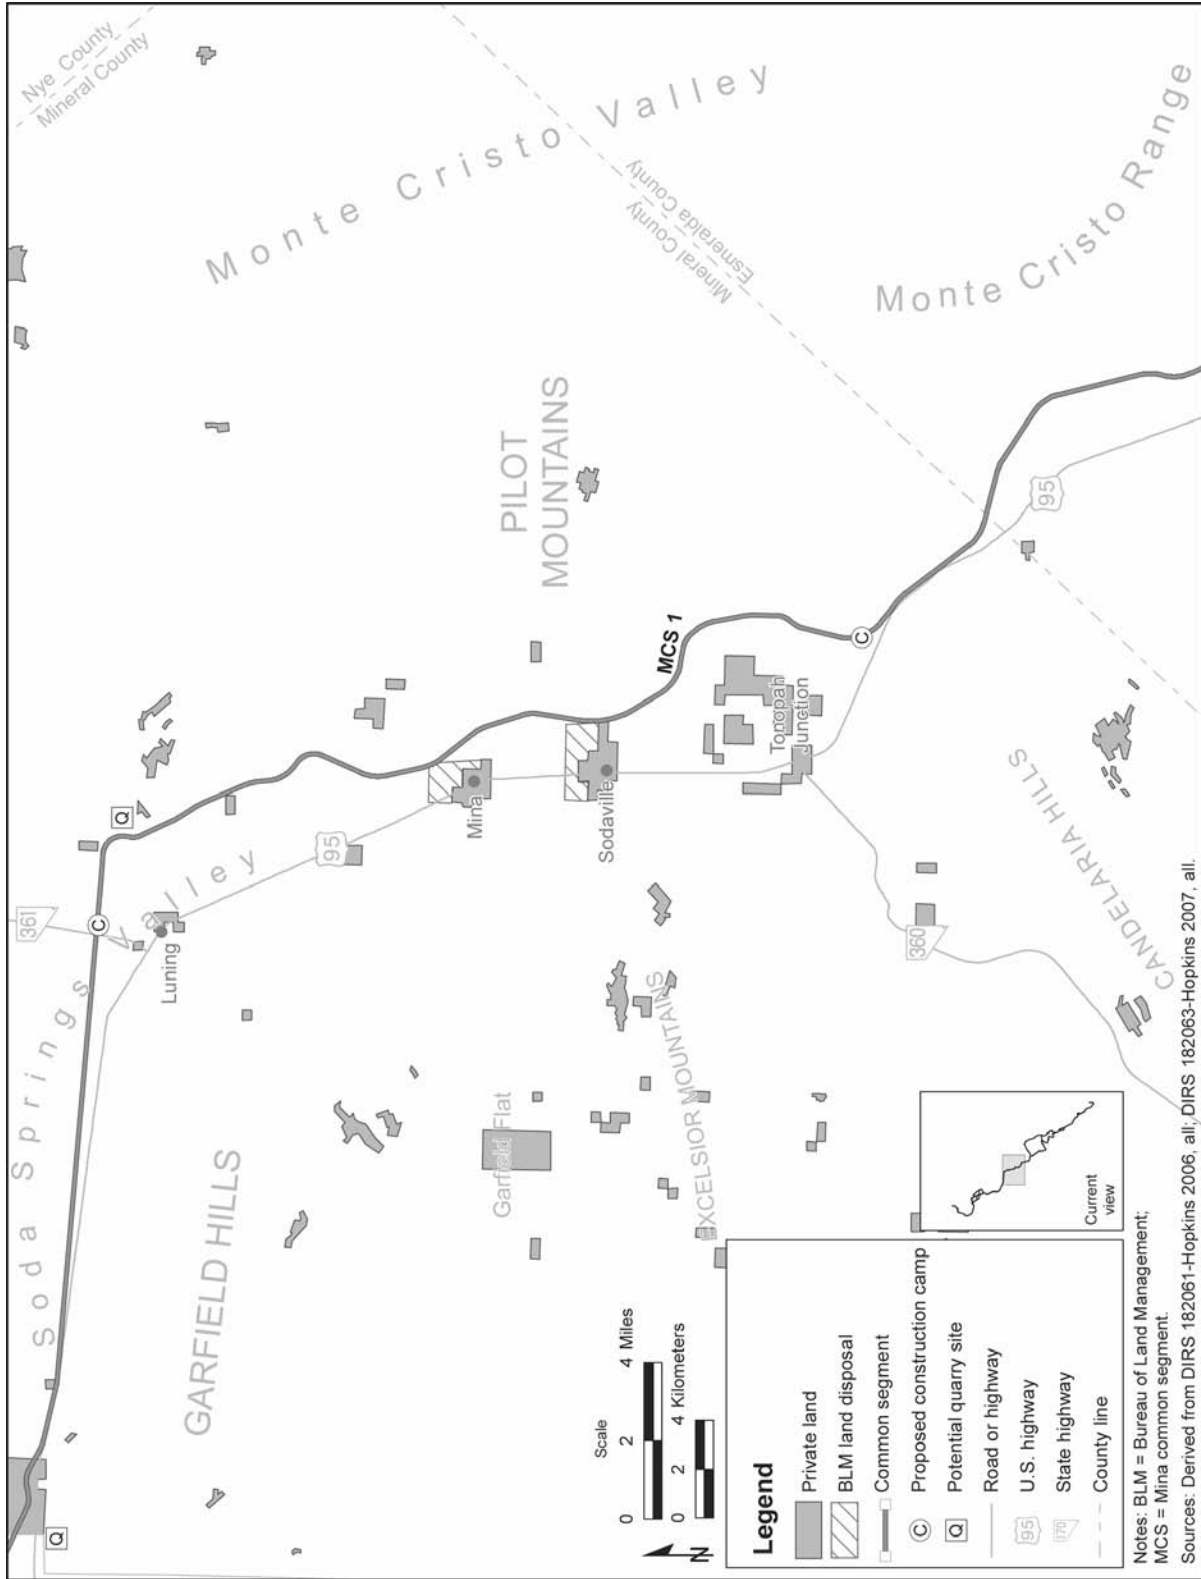 Nye County
Mineral County
Monte Cristo Valley
Mineral County
Esmeralda County
Monte Cristo Range
PILOT
MOUNTAINS
MCS 1
95
C
Q
361
C
Soda Springs Valley
Luning
95
Mina
Sodaville
Tonopah
Junction
360
CANDELARIA HILLS
GARFIELD HILLS
Garfield Flat
EXCELSIOR MOUNTAINS
Q
Scale
0 2 4 Miles
0 2 4 Kilometers
N
Legend
Private land
BLM land disposal
Common segment
C Proposed construction camp
Q Potential quarry site
Road or highway
95 U.S. highway
170 State highway
County line
Current
view
Notes: BLM = Bureau of Land Management;
MCS = Mina common segment.
Sources: Derived from DIRS 182061-Hopkins 2006, all; DIRS 182063-Hopkins 2007, all.